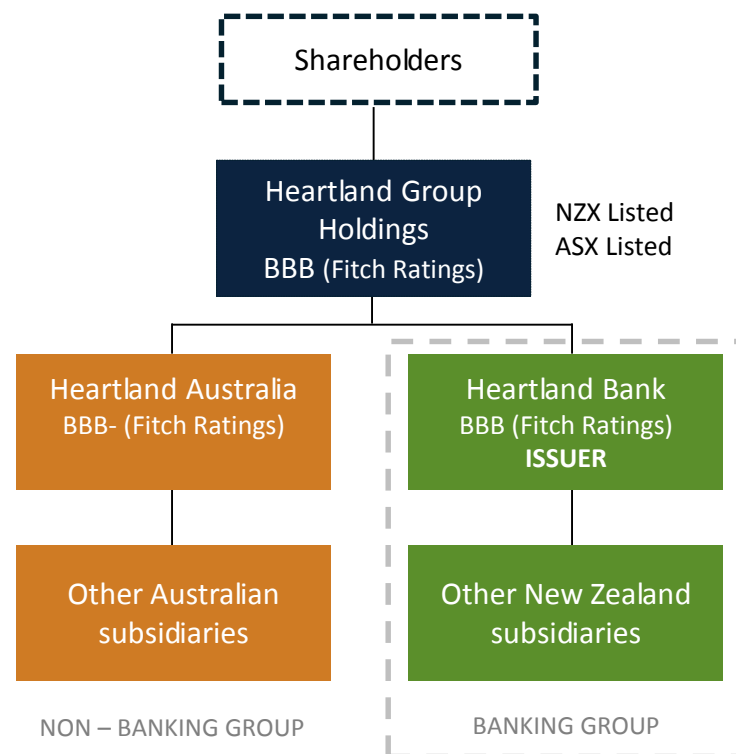 Shareholders
Heartland Group
Holdings
BBB (Fitch Ratings)
NZX Listed
ASX Listed
Heartland Australia
BBB- (Fitch Ratings)
Heartland Bank
BBB (Fitch Ratings)
ISSUER
Other Australian
subsidiaries
Other New Zealand
subsidiaries
NON – BANKING GROUP
BANKING GROUP